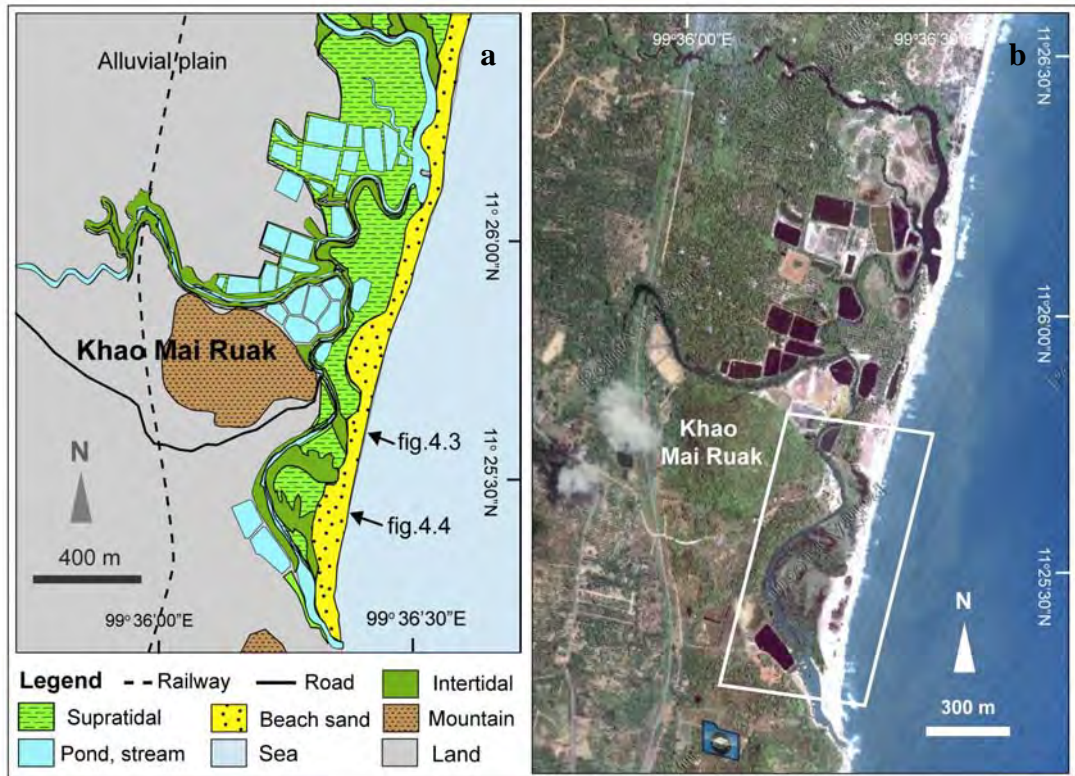 a
Alluvial plain
11° 26'00"N
Khao Mai Ruak
fig.4.3
11° 25'30"N
fig.4.4
N
400 m
99° 36'00"E
99° 36'30"E
Legend
Railway
Road
Intertidal
Supratidal
Beach sand
Mountain
Pond, stream
Sea
Land
b
99°36'00"E
99°36'30"E
11°26'30"N
11°26'00"N
Khao
Mai Ruak
11°25'30"N
N
300 m